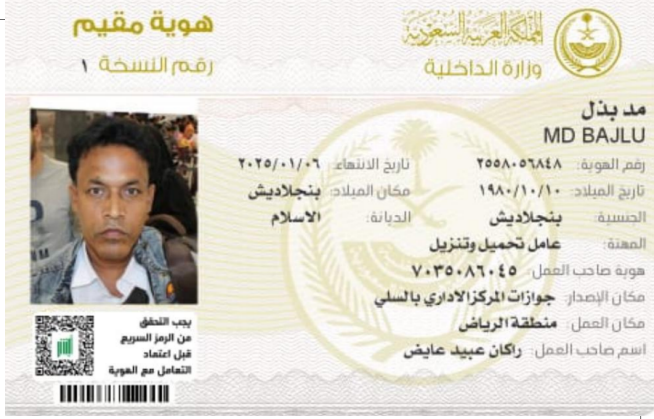 هوية مقيم
رقم النسخة ١
المملكة العربية السعودية
وزارة الداخلية
مد بذل
MD BAJLU
رقم الهوية: ٢٥٥٨٠٥٦٨٤٨ تاريخ الانتهاء: ٢٠٢٥/٠١/٠٦
تاريخ الميلاد: ١٩٨٠/١٠/١٠ مكان الميلاد: بنجلاديش
الجنسية: بنجلاديش الديانة: الاسلام
المهنة: عامل تحميل وتنزيل
هوية صاحب العمل: ٧٠٣٥٠٨٦٠٤٥
مكان الإصدار: جوازات المركز الاداري بالسلي
مكان العمل: منطقة الرياض
اسم صاحب العمل: راكان عبيد عايض
يجب التحقق
من الرمز السريع
قبل اعتماد
التعامل مع الهوية